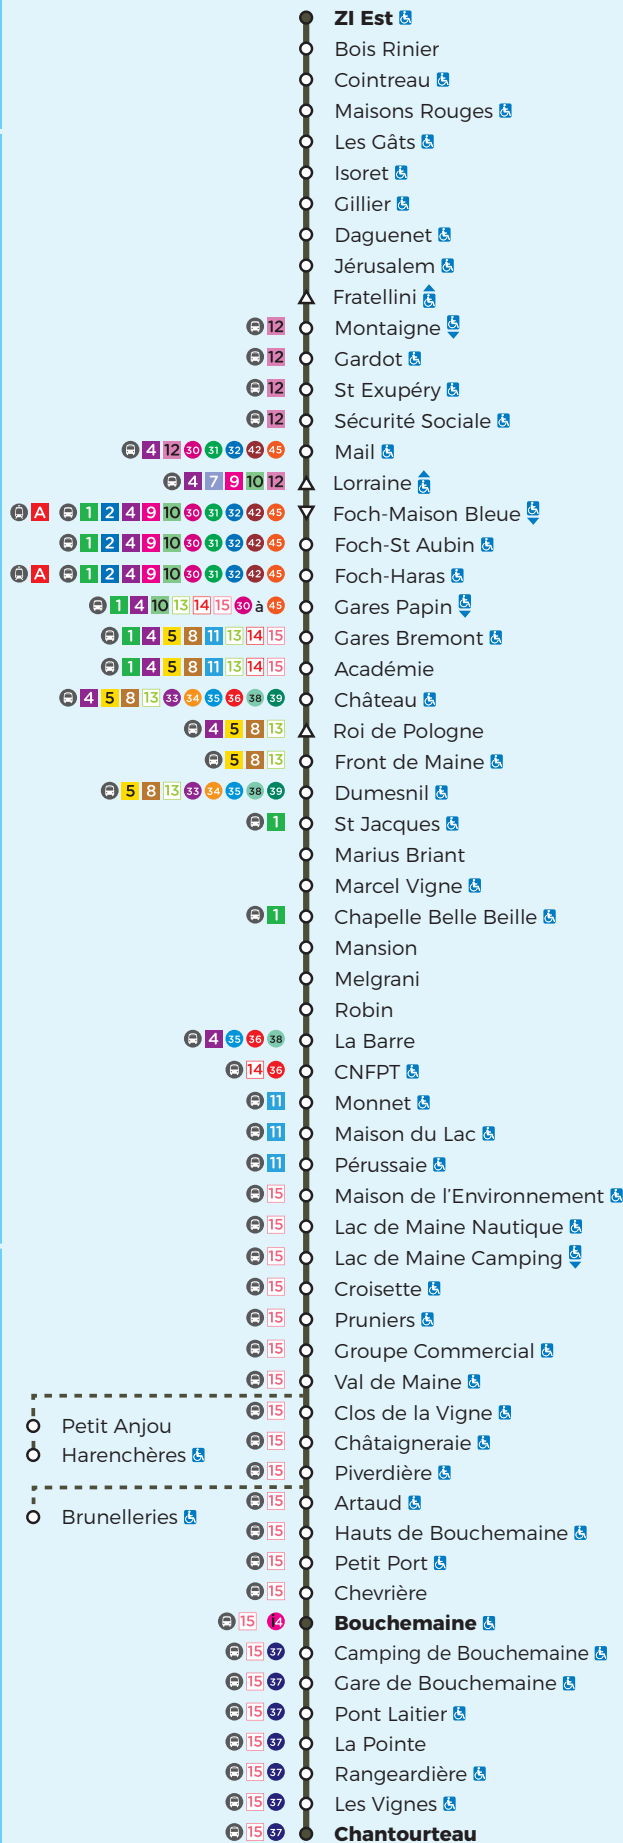 ZI Est
Bois Rinier
Cointreau
Maisons Rouges
Les Gâts
Isoret
Gillier
Daguenet
Jérusalem
Fratellini
12 Montaigne
12 Gardot
12 St Exupéry
12 Sécurité Sociale
4 12 30 31 32 42 45 Mail
4 7 9 10 12 Lorraine
A 1 2 4 9 10 30 31 32 42 45 Foch-Maison Bleue
1 2 4 9 10 30 31 32 42 45 Foch-St Aubin
A 1 2 4 9 10 30 31 32 42 45 Foch-Haras
1 4 10 13 14 15 30 à 45 Gares Papin
1 4 5 8 11 13 14 15 Gares Bremont
1 4 5 8 11 13 14 15 Académie
4 5 8 13 33 34 35 36 38 39 Château
4 5 8 13 Roi de Pologne
5 8 13 Front de Maine
5 8 13 33 34 35 38 39 Dumesnil
1 St Jacques
Marius Briant
Marcel Vigne
1 Chapelle Belle Beille
Mansion
Melgrani
Robin
4 35 36 38 La Barre
14 36 CNFPT
11 Monnet
11 Maison du Lac
11 Pérussaie
15 Maison de l'Environnement
15 Lac de Maine Nautique
15 Lac de Maine Camping
15 Croisette
15 Pruniers
15 Groupe Commercial
15 Val de Maine
15 Clos de la Vigne
Petit Anjou
15 Châtaigneraie
Harenchères
15 Piverdière
15 Artaud
Brunelleries
15 Hauts de Bouchemaine
15 Petit Port
15 Chevrière
15 Bouchemaine
15 37 Camping de Bouchemaine
15 37 Gare de Bouchemaine
15 37 Pont Laitier
15 37 La Pointe
15 37 Rangeardière
15 37 Les Vignes
15 37 Chantourteau